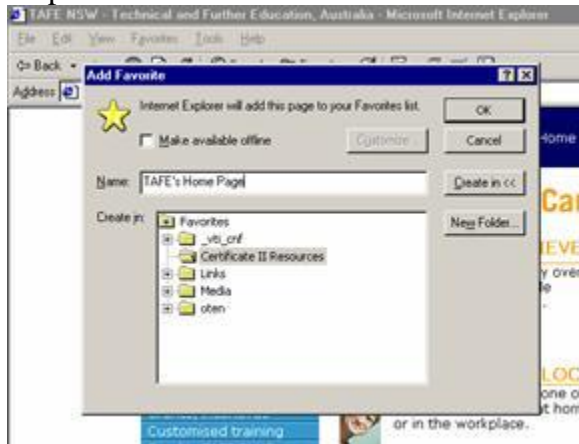 TAFE NSW - Technical and Further Education, Australia - Microsoft Internet Explorer
File Edit View Favorites Tools Help
Back
Address
Add Favorite
Internet Explorer will add this page to your Favorites list.
OK
Make available offline
Customize...
Cancel
Home
Name: TAFE's Home Page
Create in <<
Create in:
Favorites
New Folder...
_vti_cnf
Certificate II Resources
Links
Media
oten
Customised training
or in the workplace.